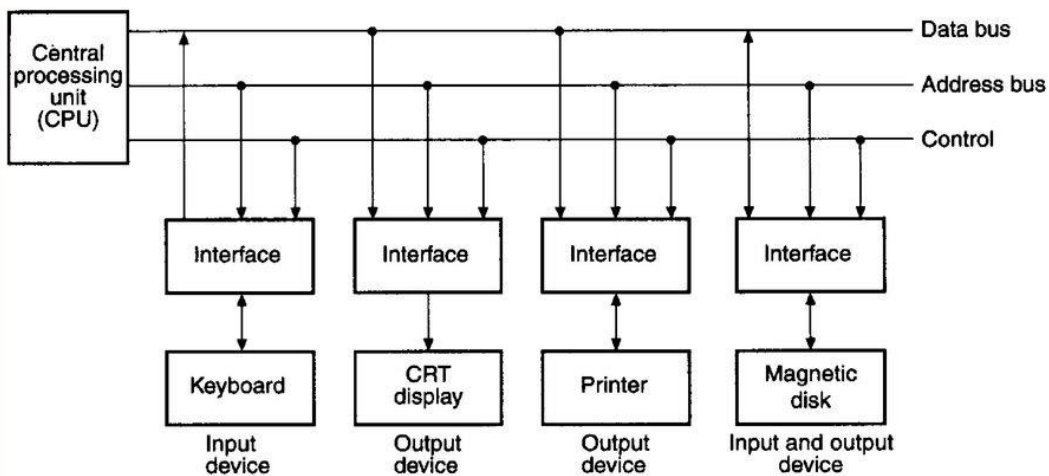 Central
processing
unit
(CPU)
Data bus
Address bus
Control
Interface
Interface
Interface
Interface
Keyboard
CRT
display
Printer
Magnetic
disk
Input
device
Output
device
Output
device
Input and output
device